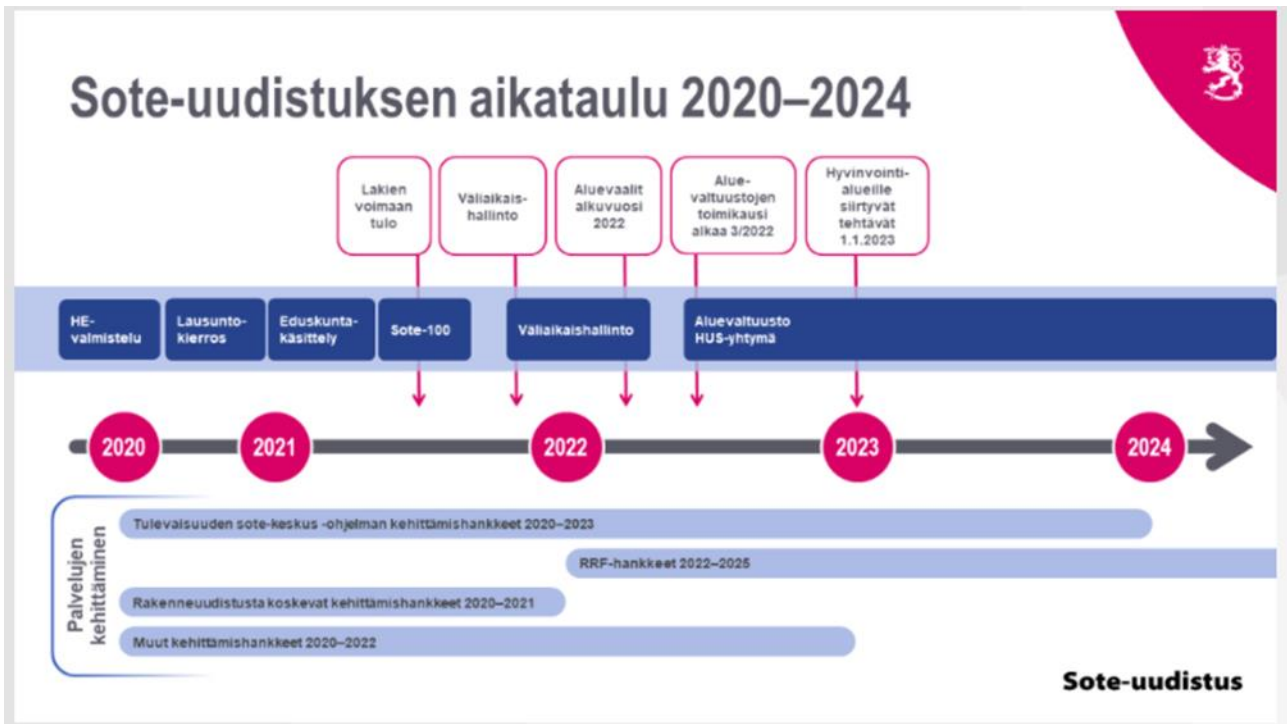 Sote-uudistuksen aikataulu 2020–2024
Lakien
voimaan
tulo
Väliaikais-
hallinto
Aluevaalit
alkuvuosi
2022
Alue-
valtuustojen
toimikausi
alkaa 3/2022
Hyvinvointi-
alueille
siirtyvät
tehtävät
1.1.2023
HE-
valmistelu
Lausunto-
kierros
Eduskunta-
käsittely
Sote-100
Väliaikaishallinto
Aluevaltuusto
HUS-yhtymä
2020
2021
2022
2023
2024
Palvelujen
kehittäminen
Tulevaisuuden sote-keskus -ohjelman kehittämishankkeet 2020–2023
RRF-hankkeet 2022–2025
Rakenneuudistusta koskevat kehittämishankkeet 2020–2021
Muut kehittämishankkeet 2020–2022
Sote-uudistus